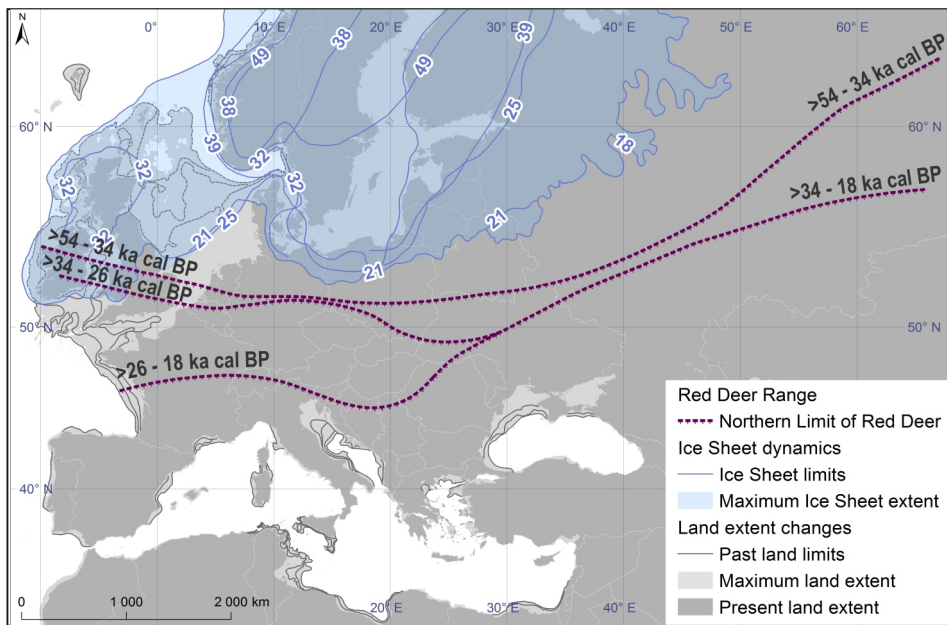 N
0°
10° E
20° E
30° E
40° E
50° E
60° E
49
38
49
39
38
39
32
25
18
32
32
32
32
21
21-25
21
60° N
60° N
>54 - 34 ka cal BP
>34 - 18 ka cal BP
>54 - 34 ka cal BP
>34 - 26 ka cal BP
50° N
50° N
>26 - 18 ka cal BP
40° N
Red Deer Range
Northern Limit of Red Deer
Ice Sheet dynamics
Ice Sheet limits
Maximum Ice Sheet extent
Land extent changes
Past land limits
Maximum land extent
Present land extent
0
1 000
2 000 km
20° E
30° E
40° E